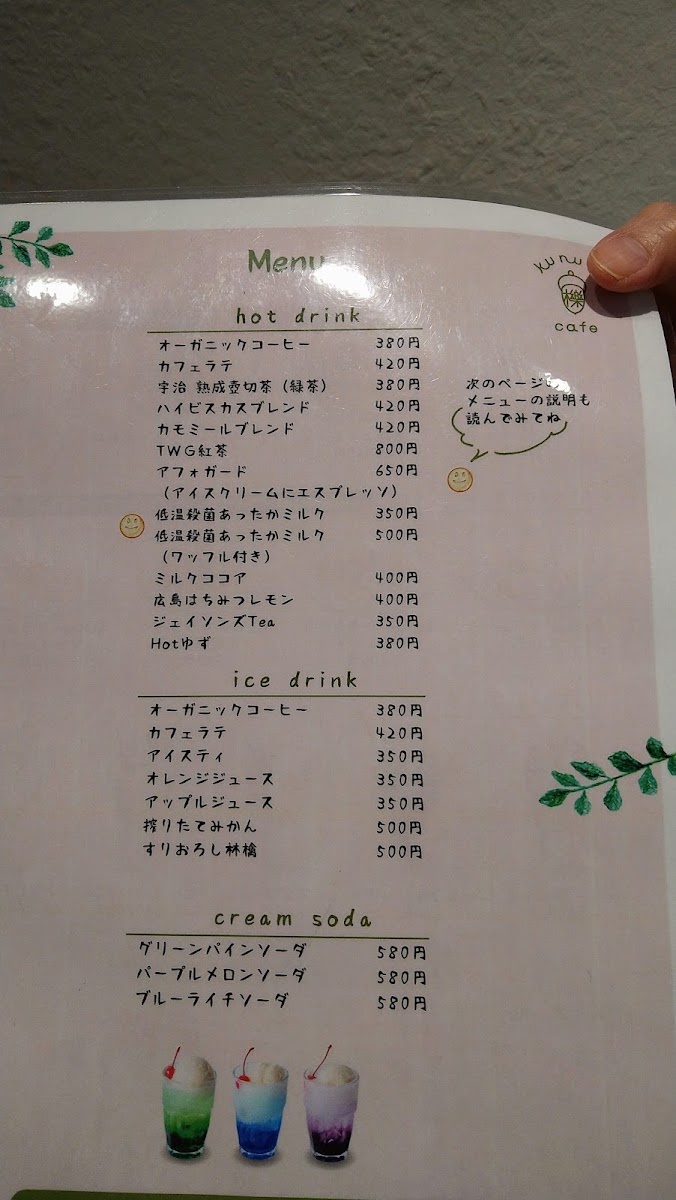 Menu
kunu
櫟
cafe
hot drink
オーガニックコーヒー 380円
カフェラテ 420円
宇治 熟成壺切茶（緑茶） 380円
ハイビスカスブレンド 420円
カモミールブレンド 420円
TWG紅茶 800円
アフォガード 650円
（アイスクリームにエスプレッソ）
低温殺菌あったかミルク 350円
低温殺菌あったかミルク 500円
（ワッフル付き）
ミルクココア 400円
広島はちみつレモン 400円
ジェイソンズTea 350円
Hotゆず 380円
次のページの
メニューの説明も
読んでみてね
ice drink
オーガニックコーヒー 380円
カフェラテ 420円
アイスティ 350円
オレンジジュース 350円
アップルジュース 350円
搾りたてみかん 500円
すりおろし林檎 500円
cream soda
グリーンパインソーダ 580円
パープルメロンソーダ 580円
ブルーライチソーダ 580円